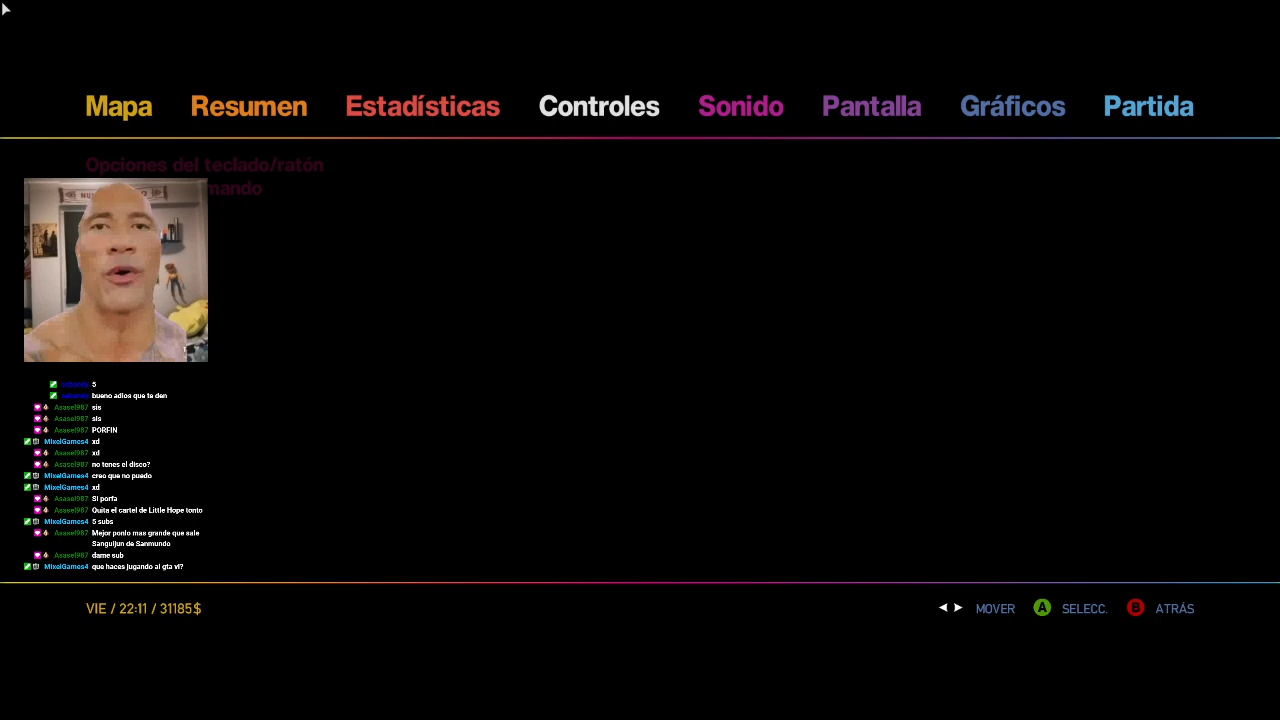 Mapa Resumen Estadísticas Controles Sonido Pantalla Gráficos Partida
Opciones del teclado/ratón
mando
5
bueno adios que te den
Asasel987 sis
Asasel987 sis
Asasel987 PORFIN
MixelGames4 xd
Asasel987 xd
Asasel987 no tenes el disco?
MixelGames4 creo que no puedo
MixelGames4 xd
Asasel987 Si porfa
Asasel987 Quita el cartel de Little Hope tonto
MixelGames4 5 subs
Asasel987 Mejor ponlo mas grande que sale
Sanguijun de Sanmundo
Asasel987 dame sub
MixelGames4 que haces jugando al gta vi?
VIE / 22:11 / 31185$
MOVER A SELECC. B ATRÁS